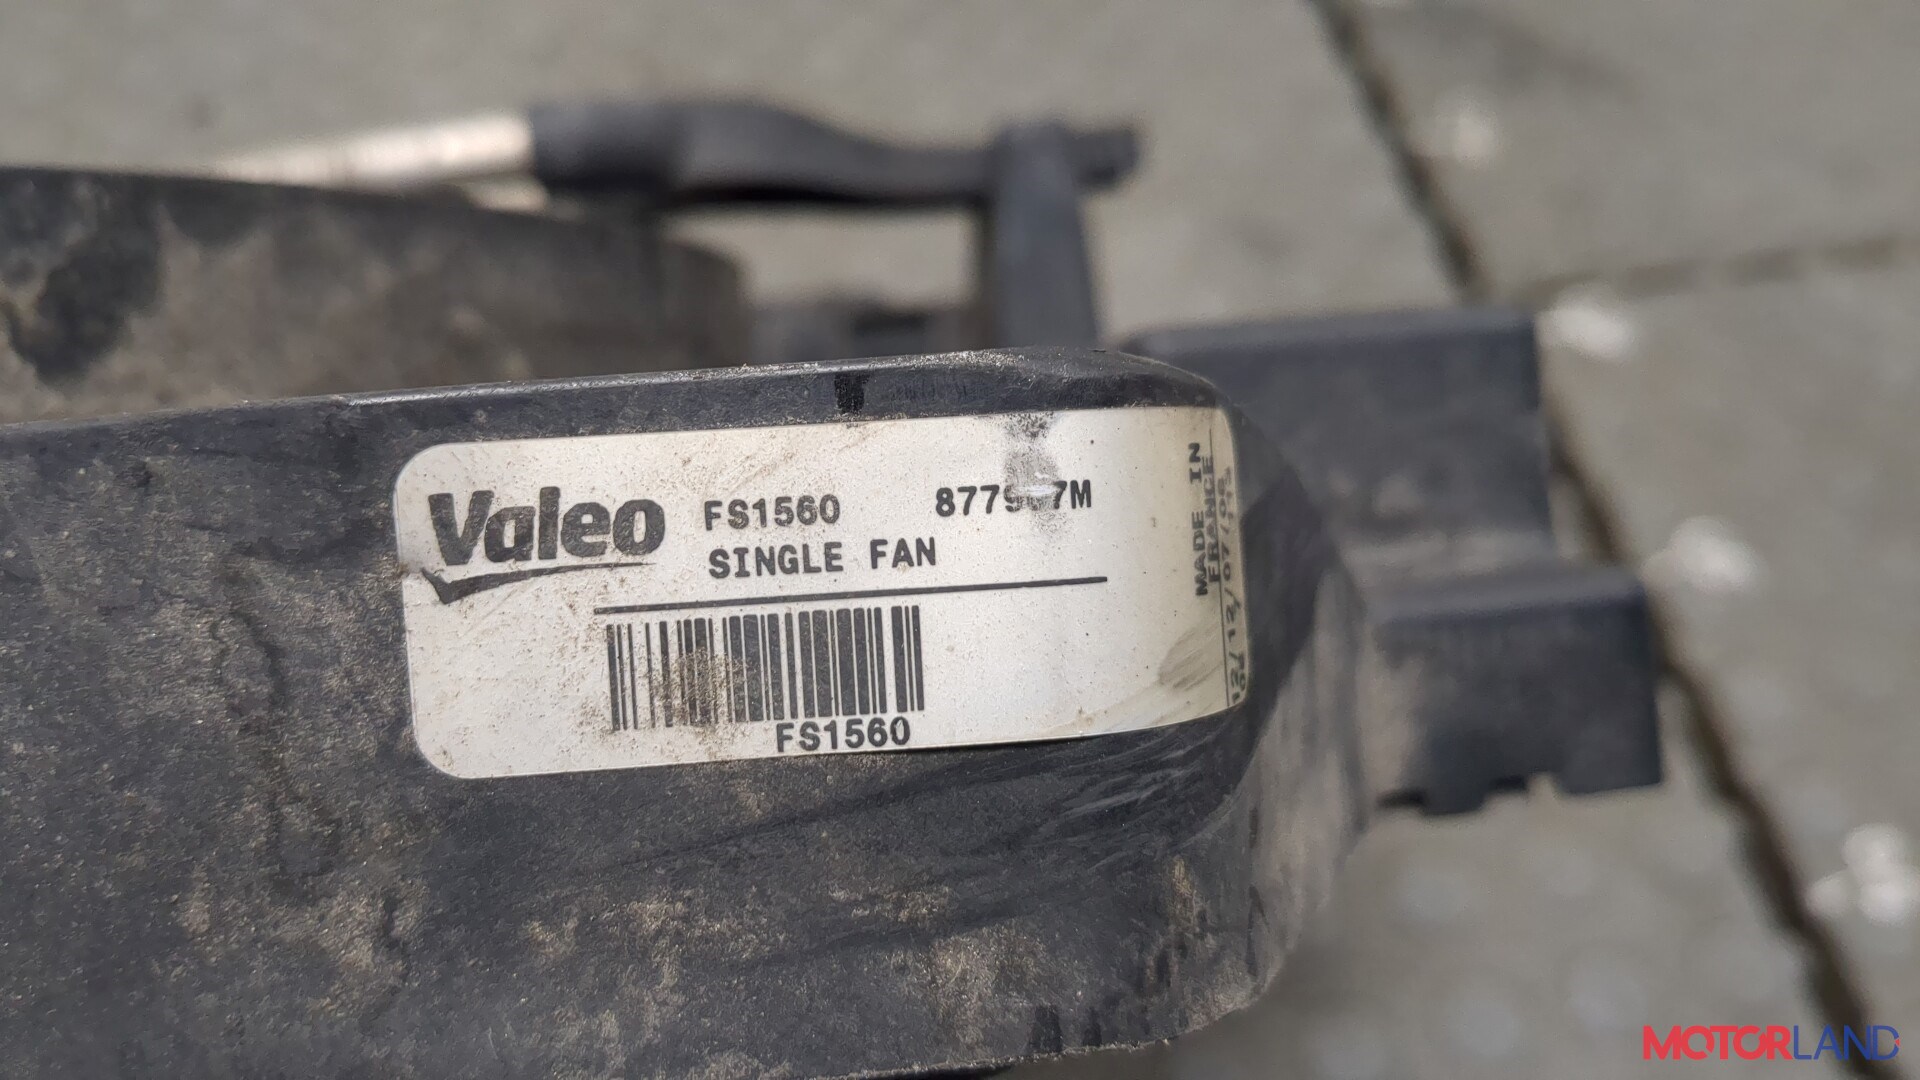 Valeo FS1560
SINGLE FAN
FS1560
MADE IN
FRANCE
MOTORLAND